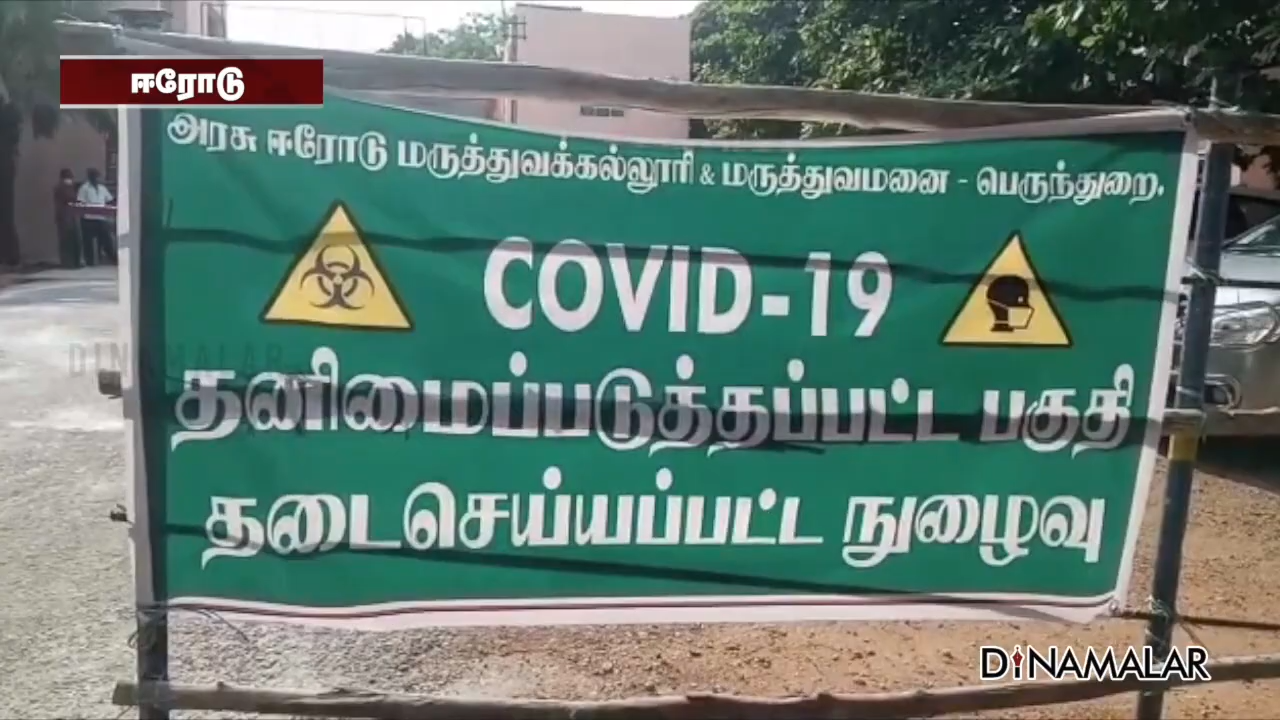 ஈரோடு
அரசு ஈரோடு மருத்துவக்கல்லூரி & மருத்துவமனை - பெருந்துறை.
COVID-19
தனிமைப்படுத்தப்பட்ட பகுதி
தடைசெய்யப்பட்ட நுழைவு
DINAMALAR
DINAMALAR